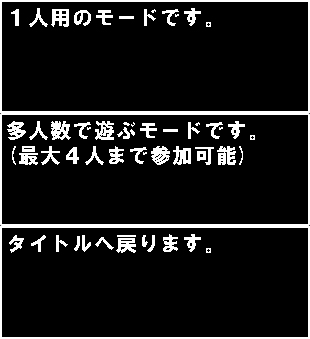 １人用のモードです。
多人数で遊ぶモードです。
(最大４人まで参加可能)
タイトルへ戻ります。